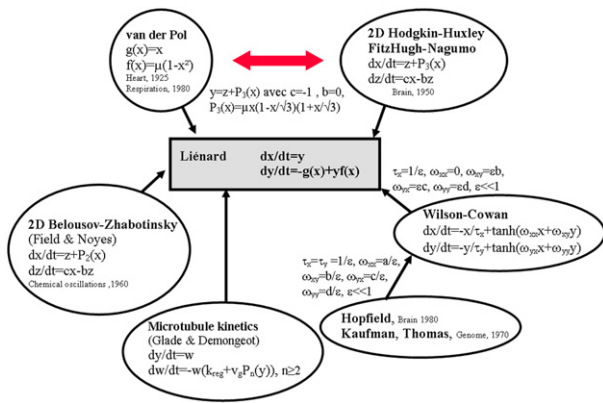 van der Pol
g(x)=x
f(x)=μ(1-x²)
Heart, 1925
Respiration, 1980
2D Hodgkin-Huxley
FitzHugh-Nagumo
dx/dt=z+P₃(x)
dz/dt=cx-bz
Brain, 1950
y=z+P₃(x) avec c=-1 , b=0,
P₃(x)=μx(1-x/√3)(1+x/√3)
Liénard dx/dt=y
dy/dt=-g(x)+yf(x)
τₓ=1/ε, ωₓₓ=0, ωₓᵧ=εb,
ωᵧₓ=εc, ωᵧᵧ=εd, ε<<1
2D Belousov-Zhabotinsky
(Field & Noyes)
dx/dt=z+P₂(x)
dz/dt=cx-bz
Chemical oscillations ,1960
Wilson-Cowan
dx/dt=-x/τₓ+tanh(ωₓₓx+ωₓᵧy)
dy/dt=-y/τᵧ+tanh(ωᵧₓx+ωᵧᵧy)
τₓ=τᵧ =1/ε, ωₓₓ=a/ε,
ωₓᵧ=b/ε, ωᵧₓ=c/ε,
ωᵧᵧ=d/ε, ε<<1
Hopfield, Brain 1980
Kaufman, Thomas, Genome, 1970
Microtubule kinetics
(Glade & Demongeot)
dy/dt=w
dw/dt=-w(k_reg+v_gP_n(y)), n≥2